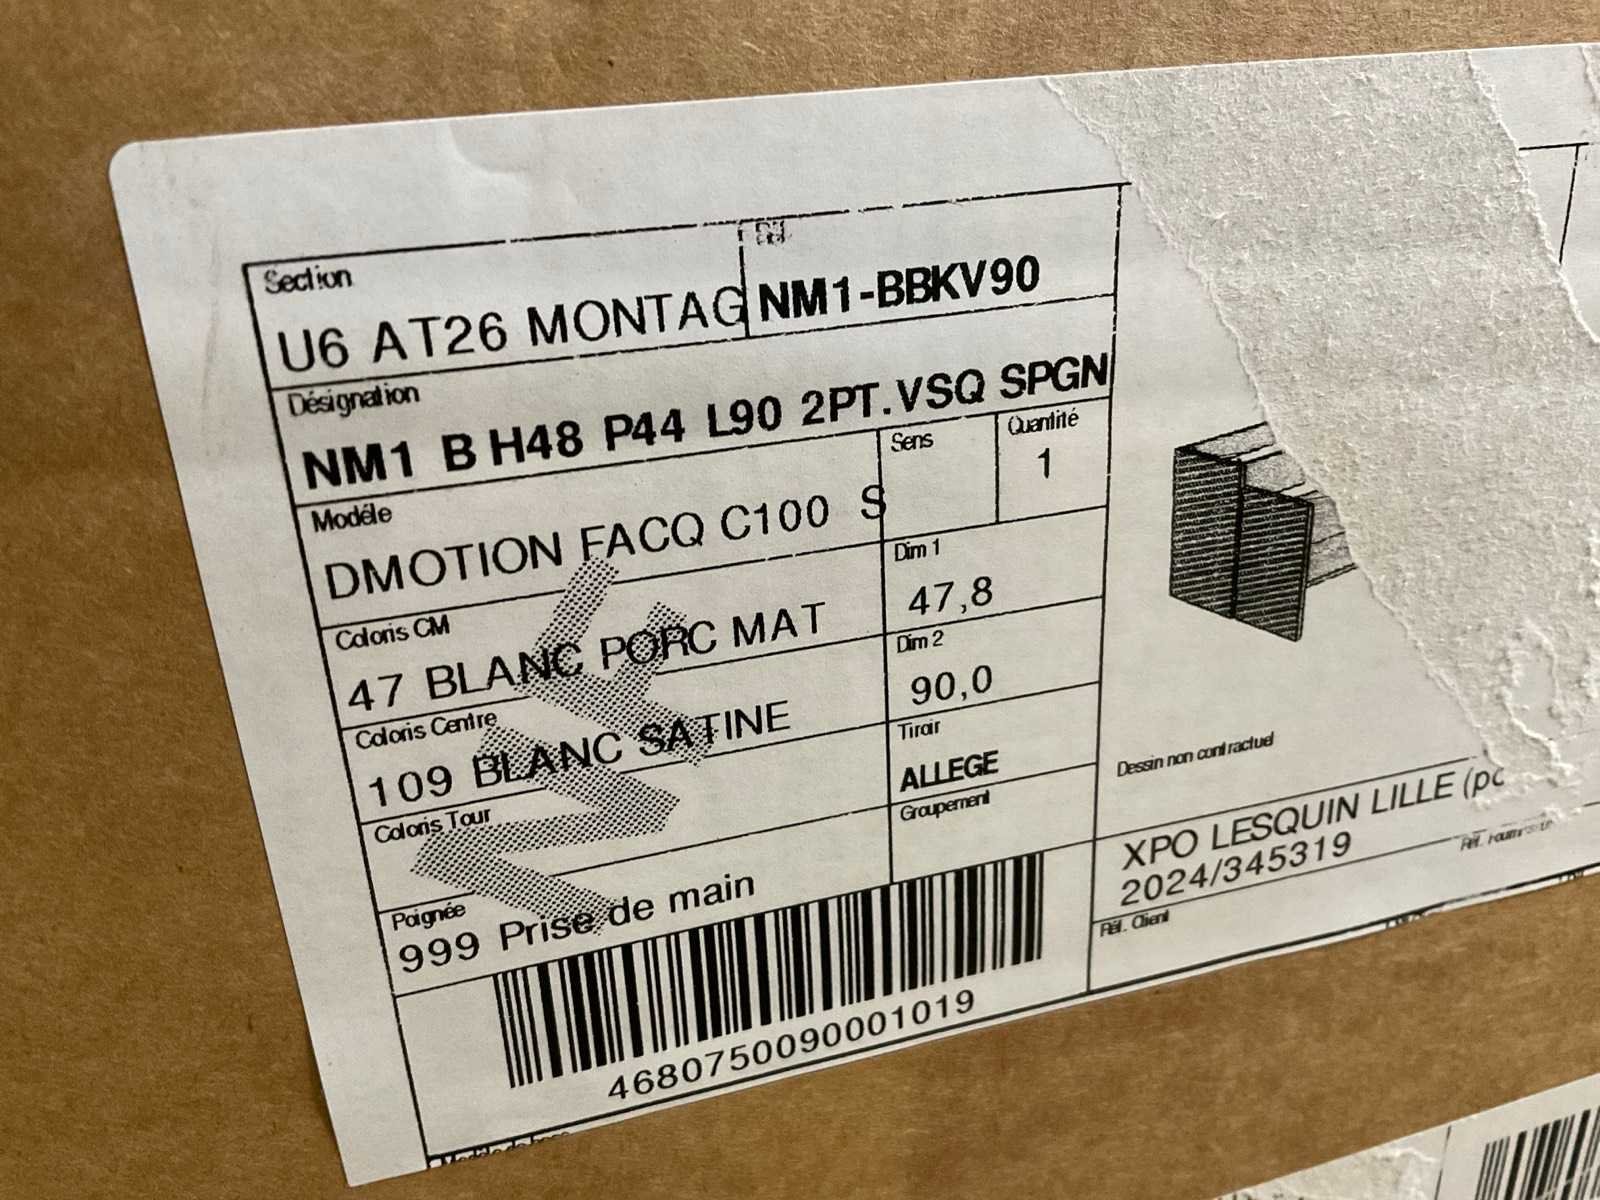 Section
U6 AT26 MONTAG
NM1-BBKV90
Désignation
NM1 B H48 P44 L90 2PT.VSQ SPGN
Modéle
DMOTION FACQ C100 S
Sens
Quantité
1
Coloris CM
47 BLANC PORC MAT
Dim 1
47,8
Coloris Centre
109 BLANC SATINE
Dim 2
90,0
Coloris Tour
Tiroir
ALLEGE
Groupement
Poignée
999 Prise de main
4680750090001019
Dessin non contractuel
XPO LESQUIN LILLE (po
2024/345319
Réf. Client